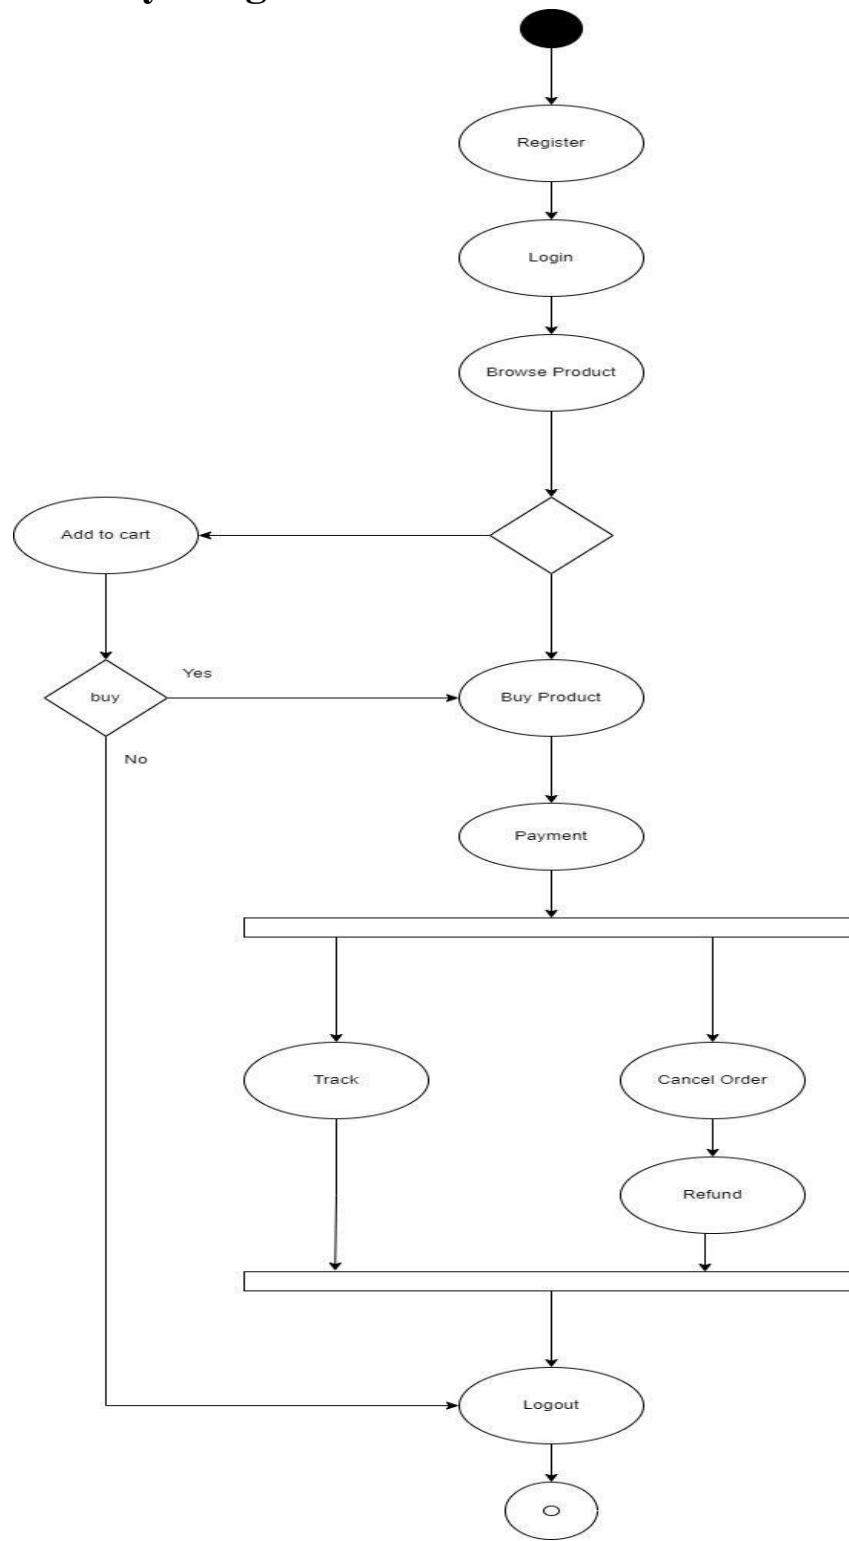 Register
Login
Browse Product
Add to cart
buy
Yes
Buy Product
No
Payment
Track
Cancel Order
Refund
Logout